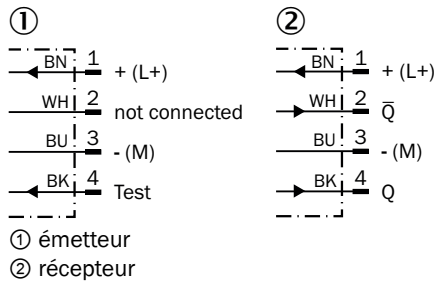 ① ②
BN 1 + (L+)
WH 2 not connected
BU 3 - (M)
BK 4 Test
BN 1 + (L+)
WH 2 Q̅
BU 3 - (M)
BK 4 Q
① émetteur
② récepteur